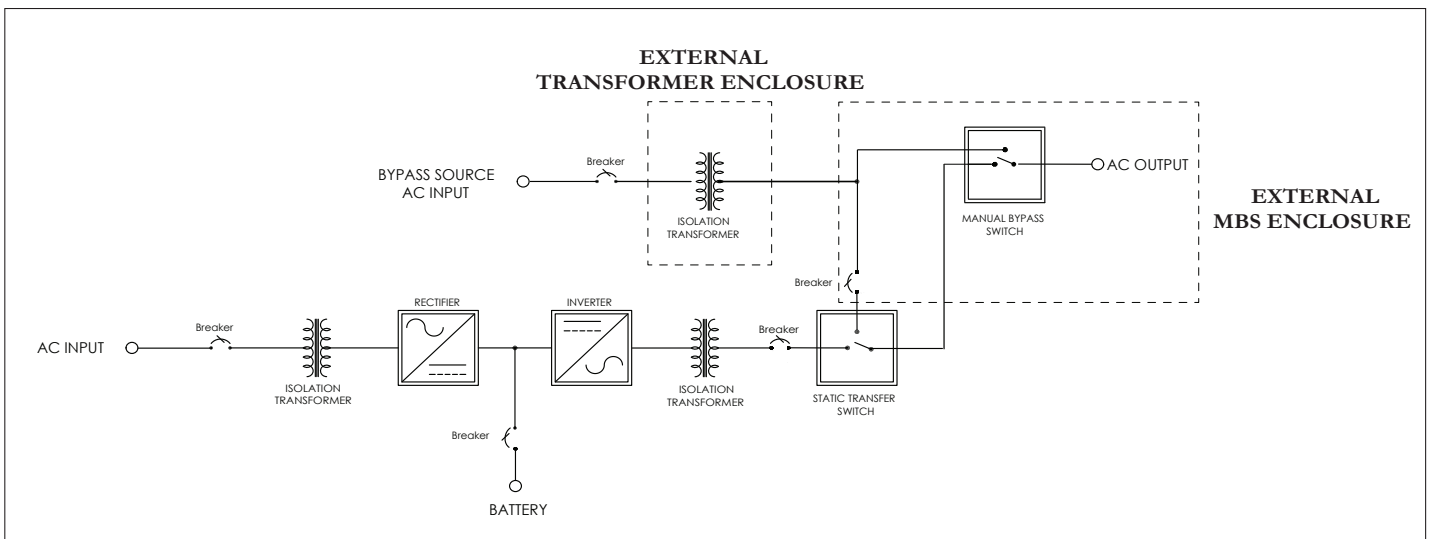 EXTERNAL
TRANSFORMER ENCLOSURE
Breaker
BYPASS SOURCE
AC INPUT
ISOLATION
TRANSFORMER
AC OUTPUT
MANUAL BYPASS
SWITCH
EXTERNAL
MBS ENCLOSURE
Breaker
RECTIFIER
INVERTER
Breaker
Breaker
AC INPUT
ISOLATION
TRANSFORMER
ISOLATION
TRANSFORMER
STATIC TRANSFER
SWITCH
Breaker
BATTERY